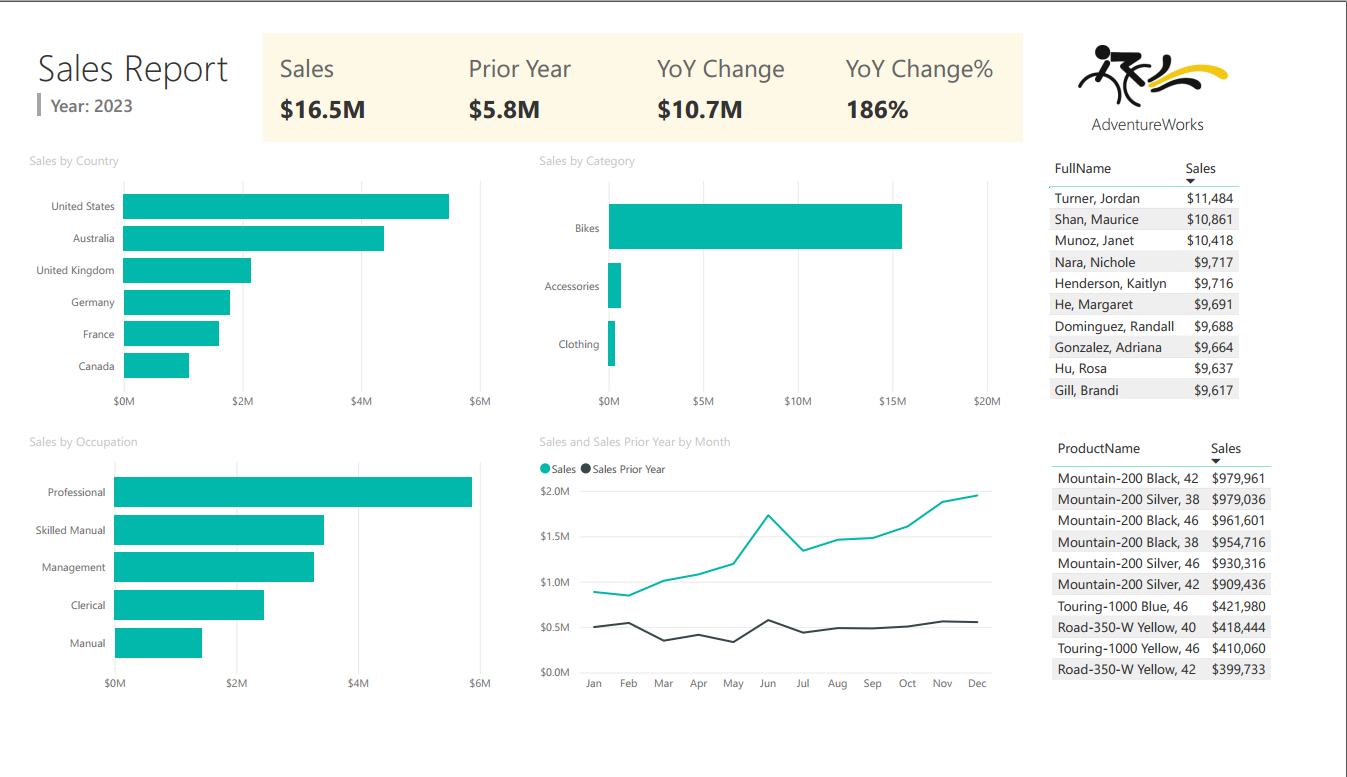 Sales Report
Year: 2023
Sales
Prior Year
YoY Change
YoY Change%
$16.5M
$5.8M
$10.7M
186%
AdventureWorks
Sales by Country
United States
Australia
United Kingdom
Germany
France
Canada
$0M $2M $4M $6M
Sales by Category
Bikes
Accessories
Clothing
$0M $5M $10M $15M $20M
FullName Sales
Turner, Jordan $11,484
Shan, Maurice $10,861
Munoz, Janet $10,418
Nara, Nichole $9,717
Henderson, Kaitlyn $9,716
He, Margaret $9,691
Dominguez, Randall $9,688
Gonzalez, Adriana $9,664
Hu, Rosa $9,637
Gill, Brandi $9,617
Sales by Occupation
Professional
Skilled Manual
Management
Clerical
Manual
$0M $2M $4M $6M
Sales and Sales Prior Year by Month
Sales Sales Prior Year
$2.0M
$1.5M
$1.0M
$0.5M
$0.0M
Jan Feb Mar Apr May Jun Jul Aug Sep Oct Nov Dec
ProductName Sales
Mountain-200 Black, 42 $979,961
Mountain-200 Silver, 38 $979,036
Mountain-200 Black, 46 $961,601
Mountain-200 Black, 38 $954,716
Mountain-200 Silver, 46 $930,316
Mountain-200 Silver, 42 $909,436
Touring-1000 Blue, 46 $421,980
Road-350-W Yellow, 40 $418,444
Touring-1000 Yellow, 46 $410,060
Road-350-W Yellow, 42 $399,733